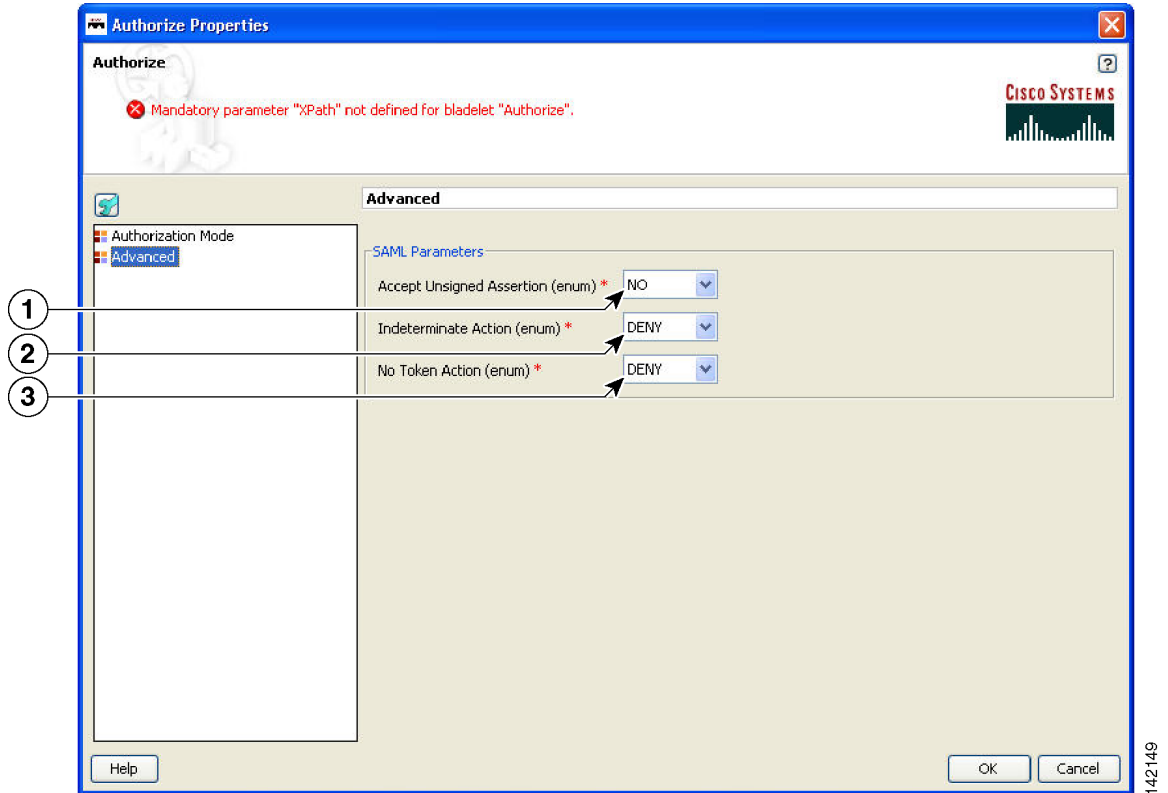 Authorize Properties
Authorize
Mandatory parameter "XPath" not defined for bladelet "Authorize".
CISCO SYSTEMS
Advanced
Authorization Mode
Advanced
SAML Parameters
Accept Unsigned Assertion (enum) * NO
Indeterminate Action (enum) * DENY
No Token Action (enum) * DENY
1
2
3
Help
OK
Cancel
142149